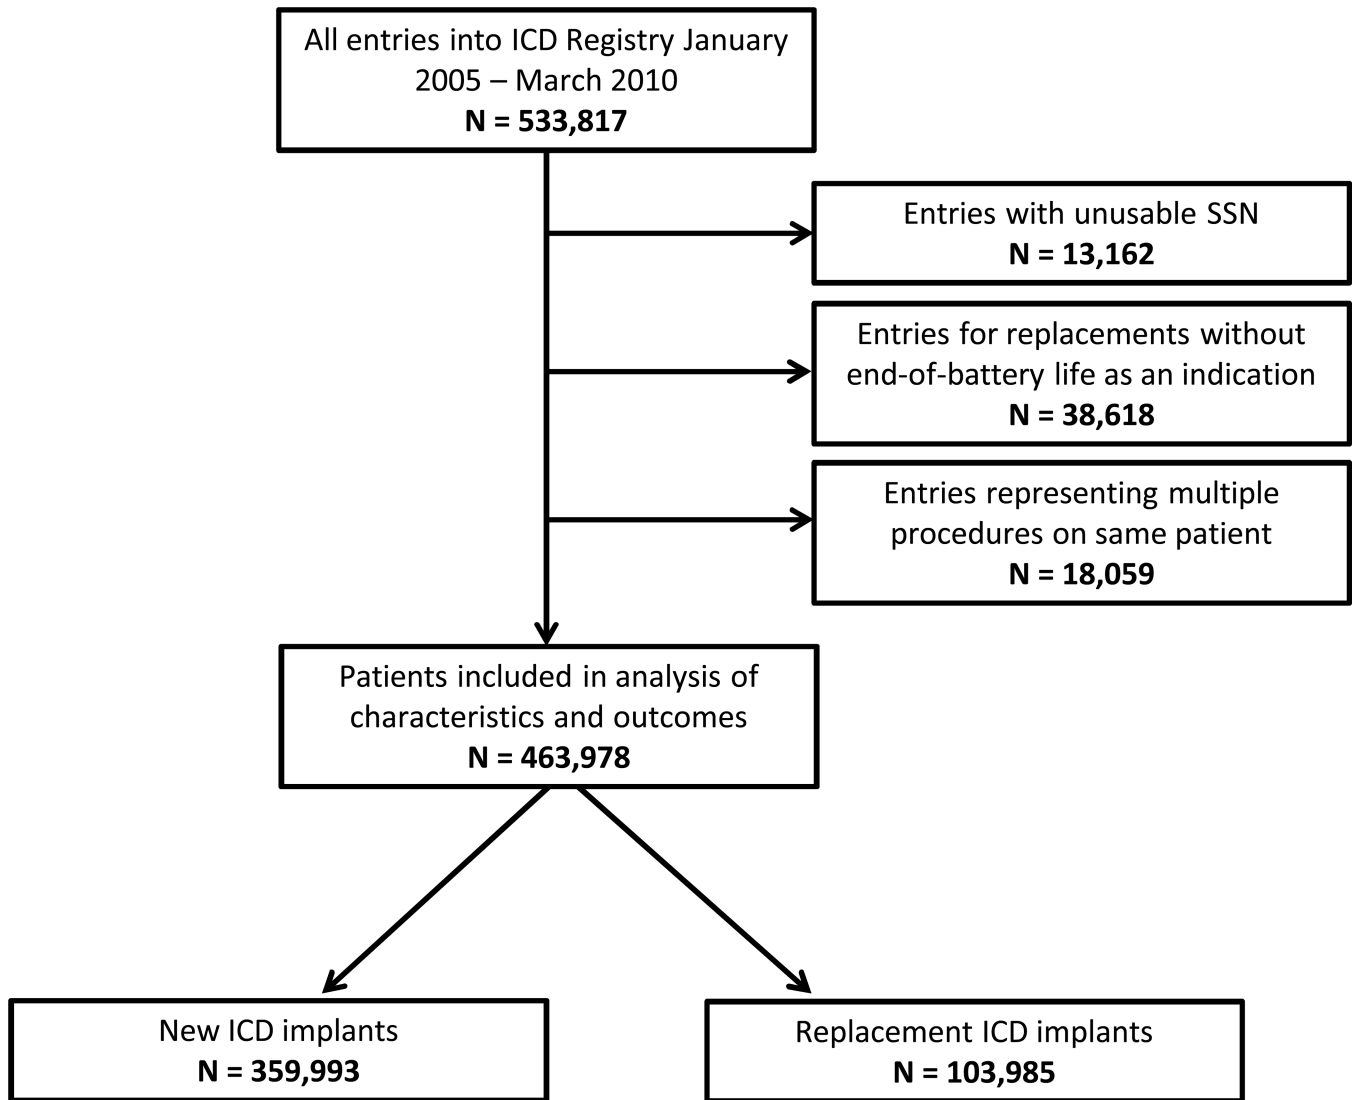 All entries into ICD Registry January
2005 – March 2010
N = 533,817
Entries with unusable SSN
N = 13,162
Entries for replacements without
end-of-battery life as an indication
N = 38,618
Entries representing multiple
procedures on same patient
N = 18,059
Patients included in analysis of
characteristics and outcomes
N = 463,978
New ICD implants
N = 359,993
Replacement ICD implants
N = 103,985